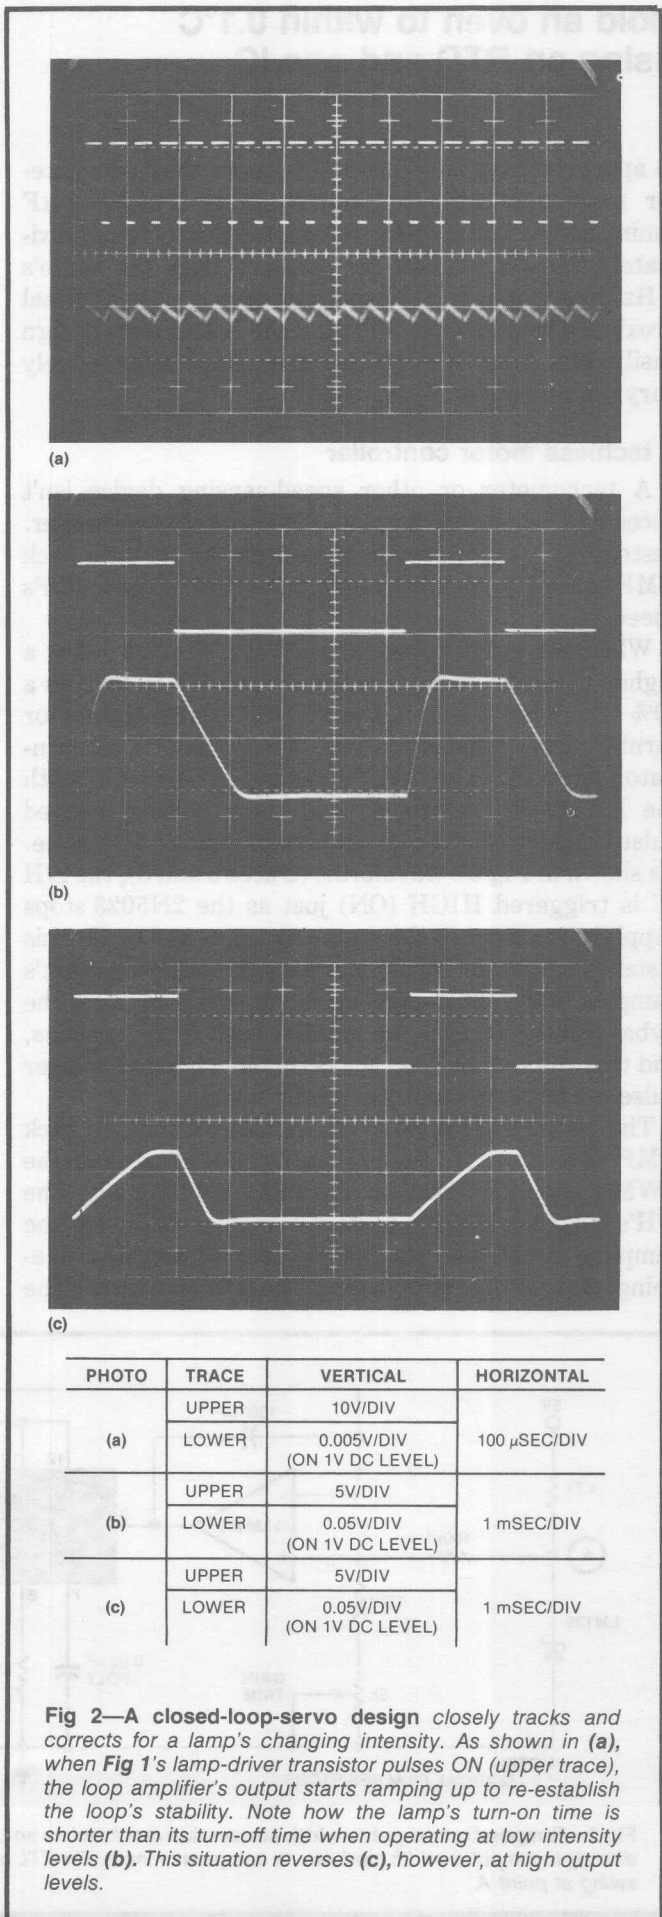 (a)
(b)
(c)
PHOTO TRACE VERTICAL HORIZONTAL
UPPER 10V/DIV
(a) LOWER 0.005V/DIV 100 μSEC/DIV
(ON 1V DC LEVEL)
UPPER 5V/DIV
(b) LOWER 0.05V/DIV 1 mSEC/DIV
(ON 1V DC LEVEL)
UPPER 5V/DIV
(c) LOWER 0.05V/DIV 1 mSEC/DIV
(ON 1V DC LEVEL)
Fig 2—A closed-loop-servo design closely tracks and
corrects for a lamp's changing intensity. As shown in (a),
when Fig 1's lamp-driver transistor pulses ON (upper trace),
the loop amplifier's output starts ramping up to re-establish
the loop's stability. Note how the lamp's turn-on time is
shorter than its turn-off time when operating at low intensity
levels (b). This situation reverses (c), however, at high output
levels.